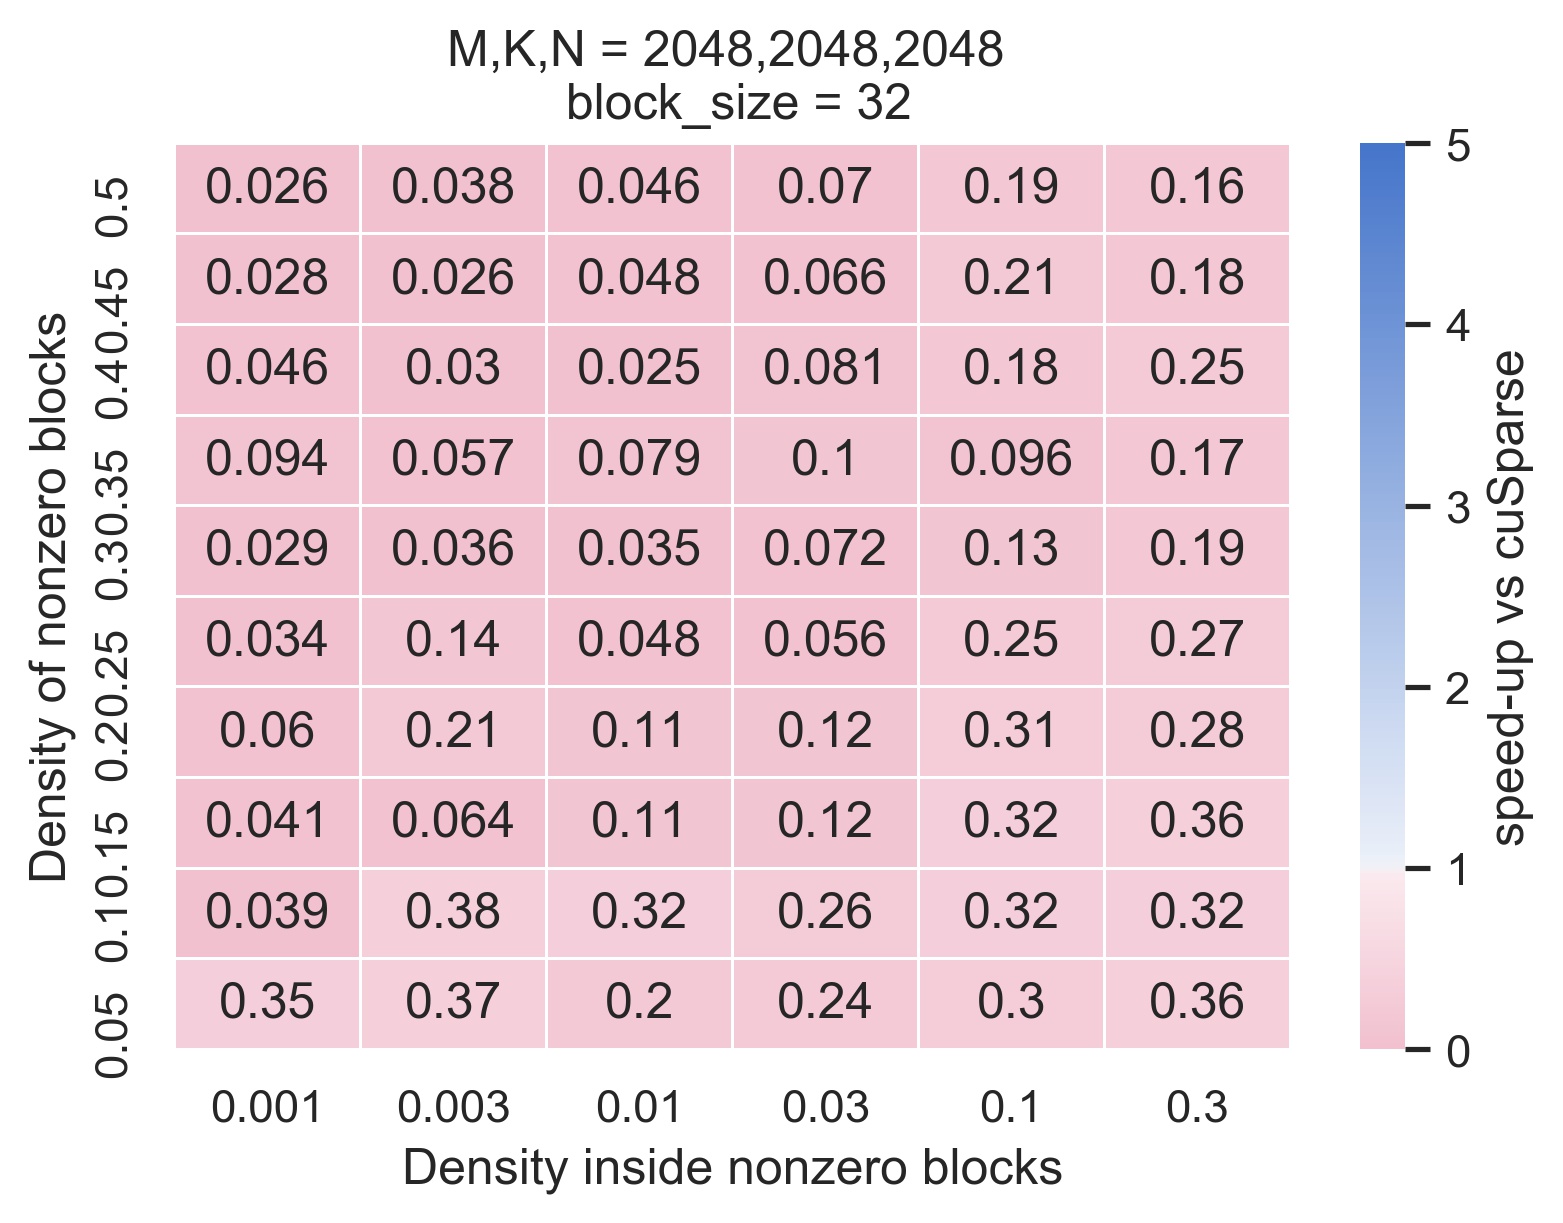 M,K,N = 2048,2048,2048
block_size = 32
Density of nonzero blocks
0.5 0.026 0.038 0.046 0.07 0.19 0.16
0.45 0.028 0.026 0.048 0.066 0.21 0.18
0.4 0.046 0.03 0.025 0.081 0.18 0.25
0.35 0.094 0.057 0.079 0.1 0.096 0.17
0.3 0.029 0.036 0.035 0.072 0.13 0.19
0.25 0.034 0.14 0.048 0.056 0.25 0.27
0.2 0.06 0.21 0.11 0.12 0.31 0.28
0.15 0.041 0.064 0.11 0.12 0.32 0.36
0.1 0.039 0.38 0.32 0.26 0.32 0.32
0.05 0.35 0.37 0.2 0.24 0.3 0.36
0.001 0.003 0.01 0.03 0.1 0.3
Density inside nonzero blocks
5
4
3
2
1
0
speed-up vs cuSparse